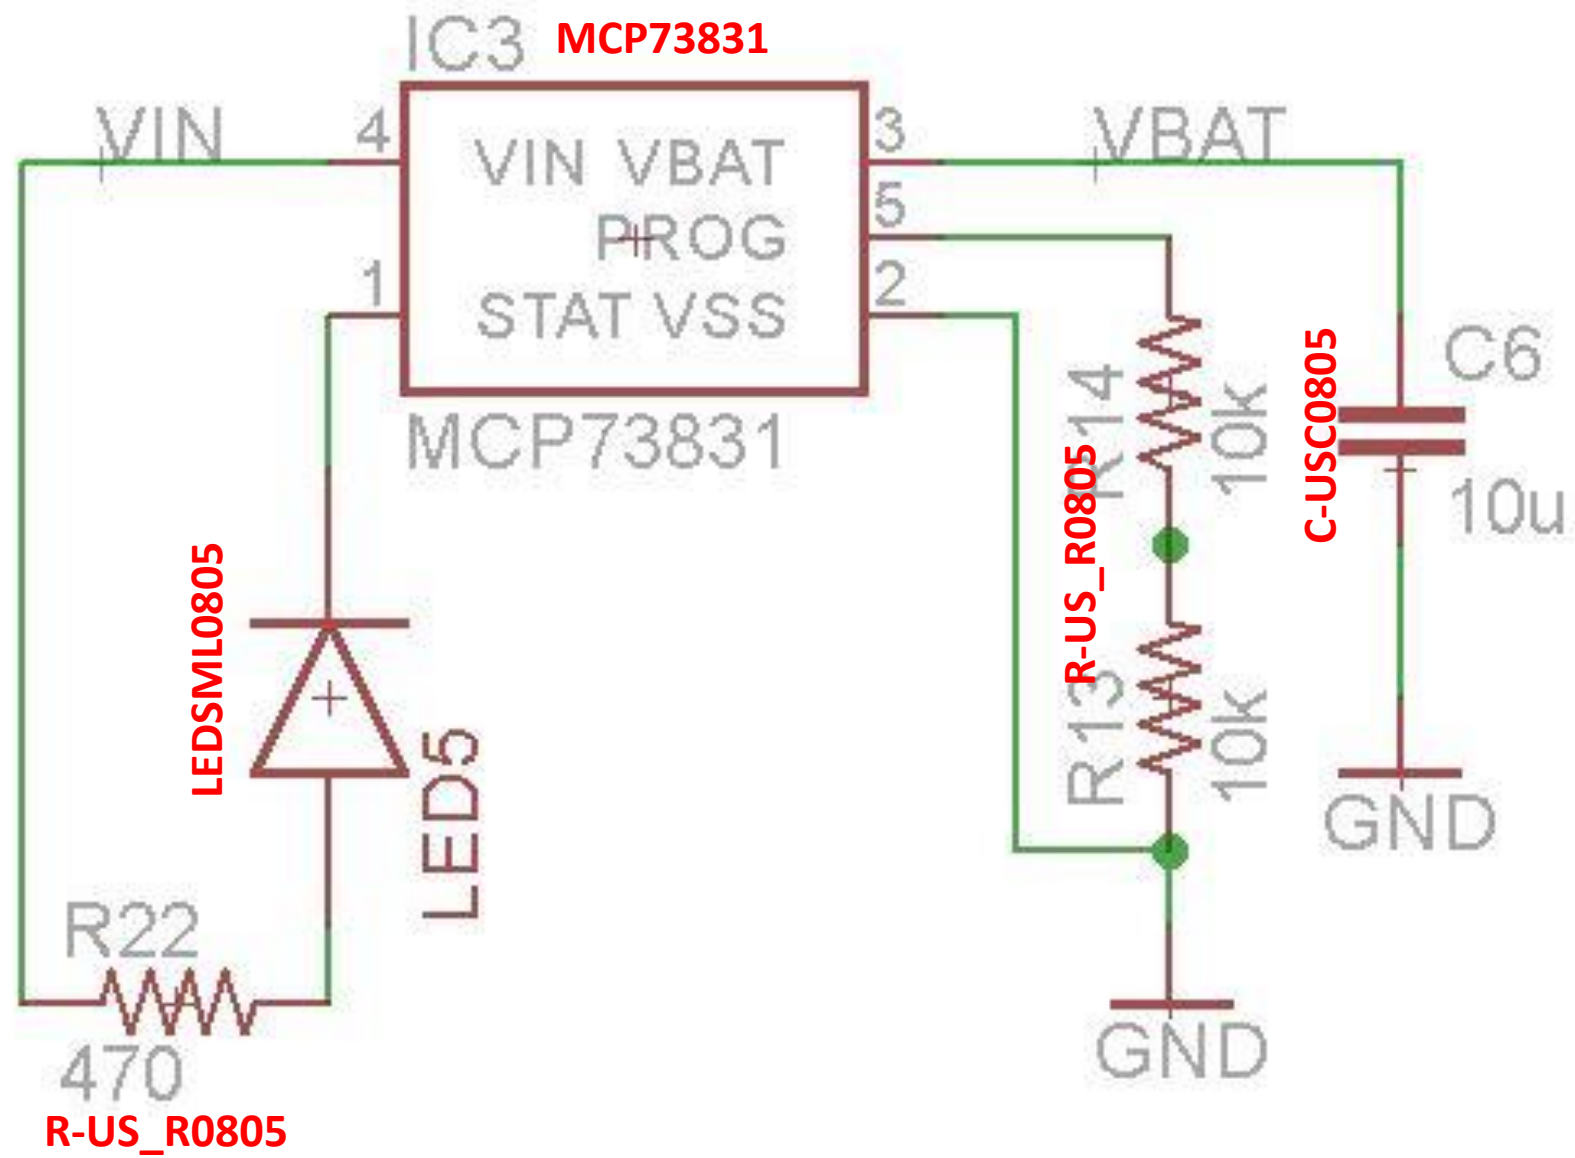 IC3 MCP73831
VIN
4
3
VBAT
VIN VBAT
5
PROG
1
2
STAT VSS
MCP73831
R14
10k
R-US_R0805
C-USC0805
C6
10u
LEDSML0805
LED5
R13
10k
GND
R22
470
R-US_R0805
GND